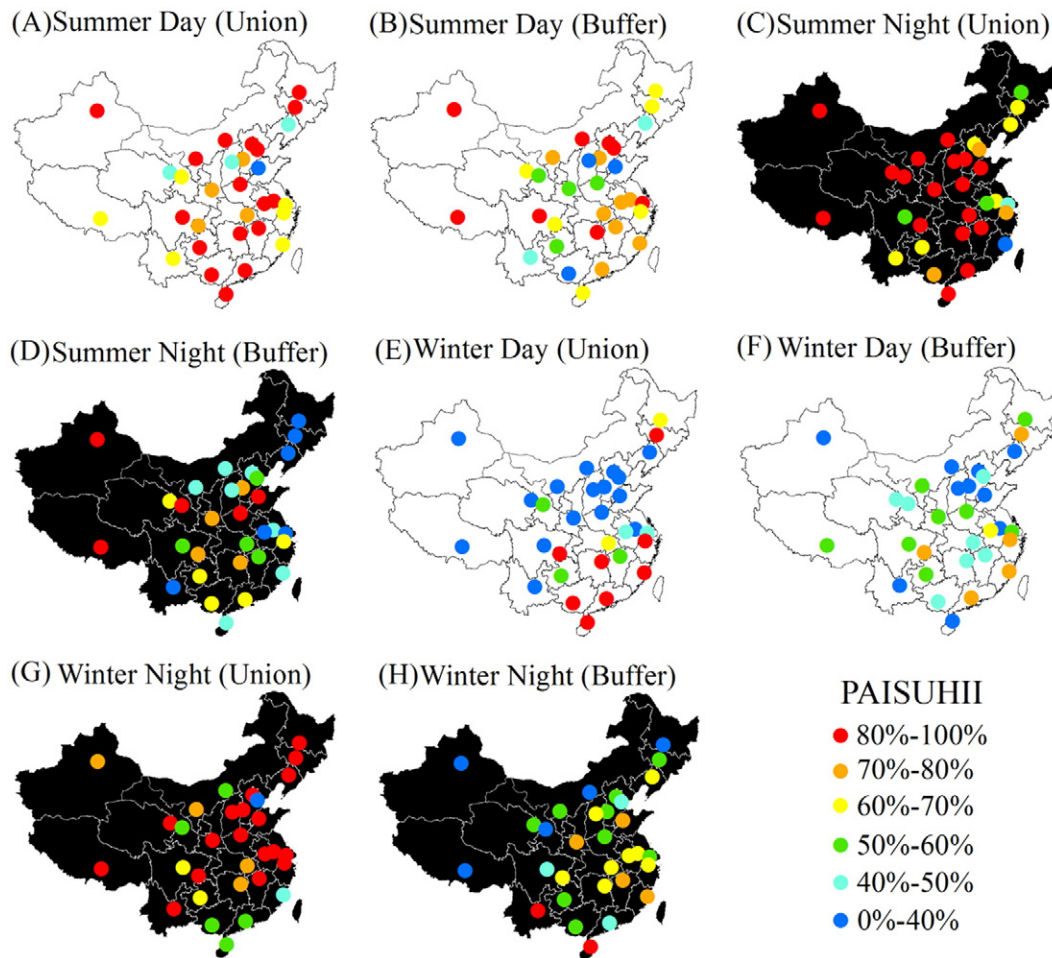 (A)Summer Day (Union)
(B) Summer Day (Buffer)
(C) Summer Night (Union)
(D) Summer Night (Buffer)
(E) Winter Day (Union)
(F) Winter Day (Buffer)
(G) Winter Night (Union)
(H) Winter Night (Buffer)
PAISUHII
80%-100%
70%-80%
60%-70%
50%-60%
40%-50%
0%-40%